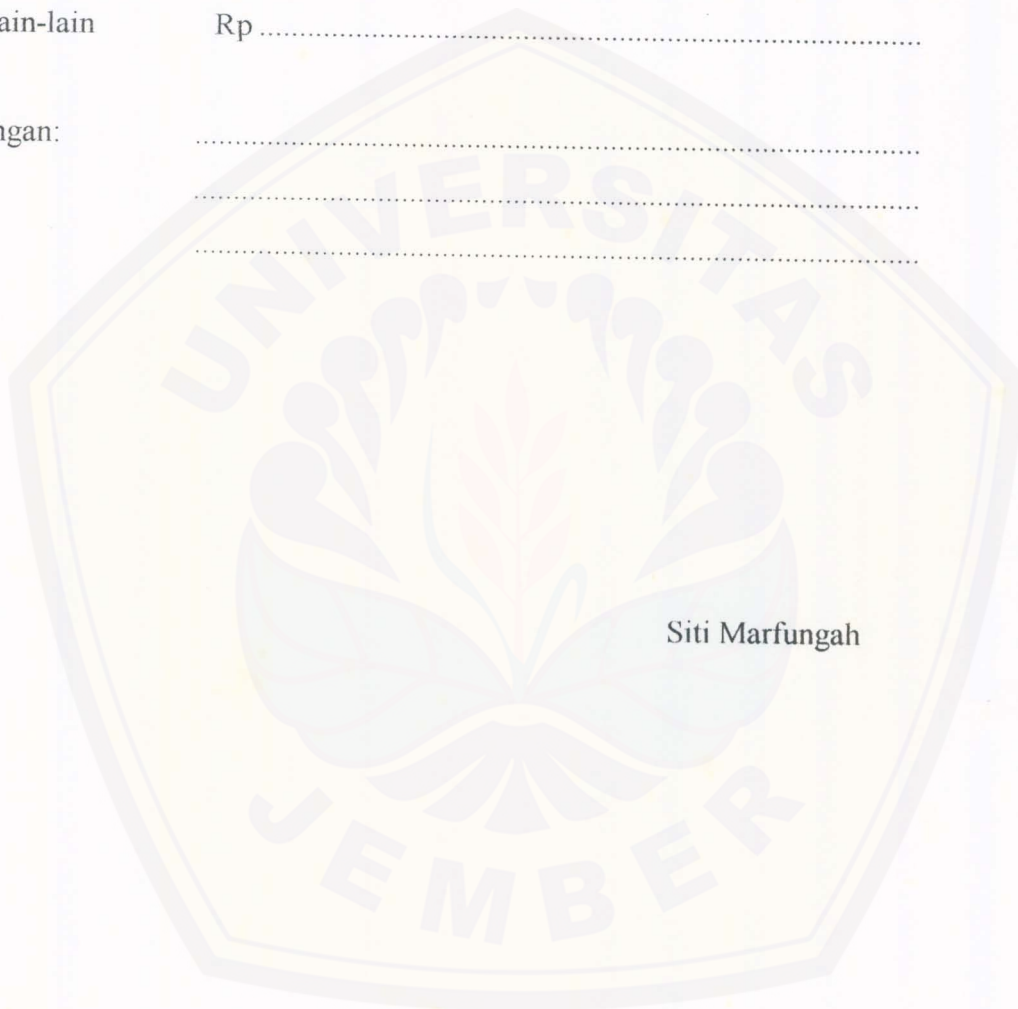 ain-lain Rp ........................................................................
ngan: ........................................................................
........................................................................
........................................................................
UNIVERSITAS
Siti Marfungah
JEMBER